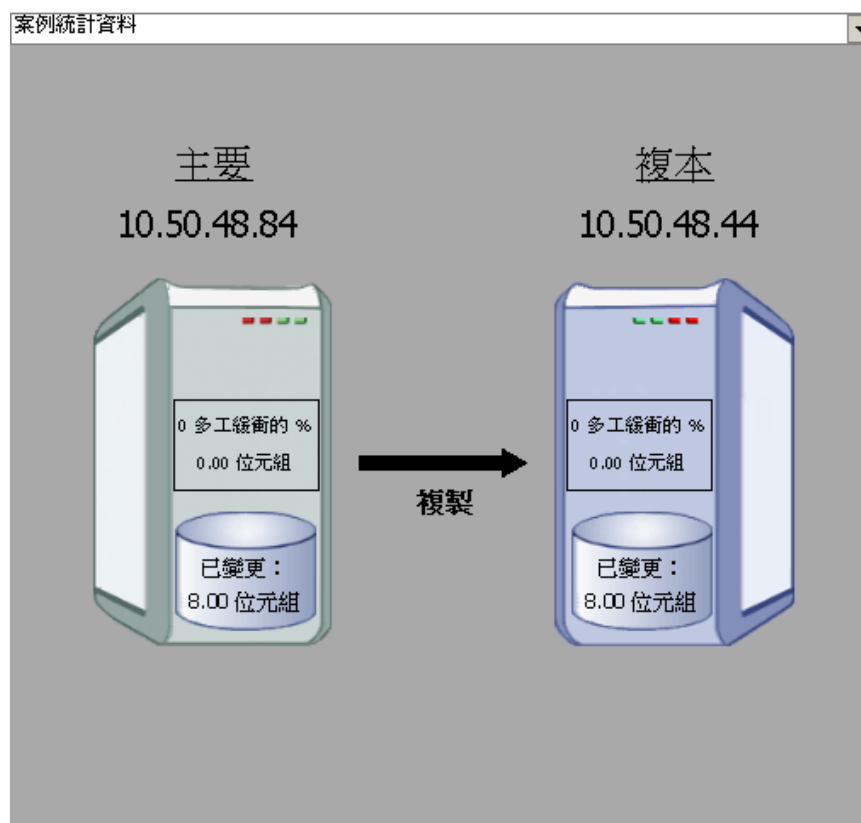 案例統計資料
主要
10.50.48.84
複本
10.50.48.44
0 多工緩衝的 %
0.00 位元組
已變更：
8.00 位元組
複製
0 多工緩衝的 %
0.00 位元組
已變更：
8.00 位元組